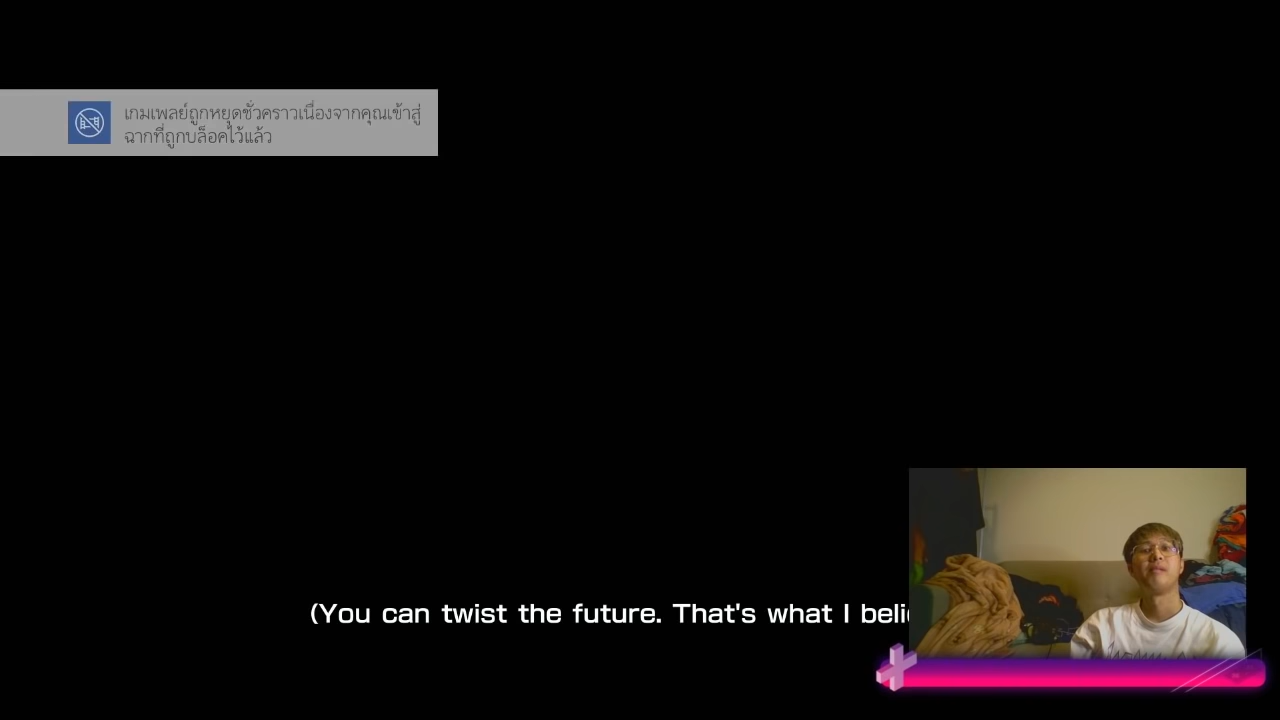 เกมเพลย์ถูกหยุดชั่วคราวเนื่องจากคุณเข้าสู่
ฉากที่ถูกบล็อคไว้แล้ว
(You can twist the future. That's what I